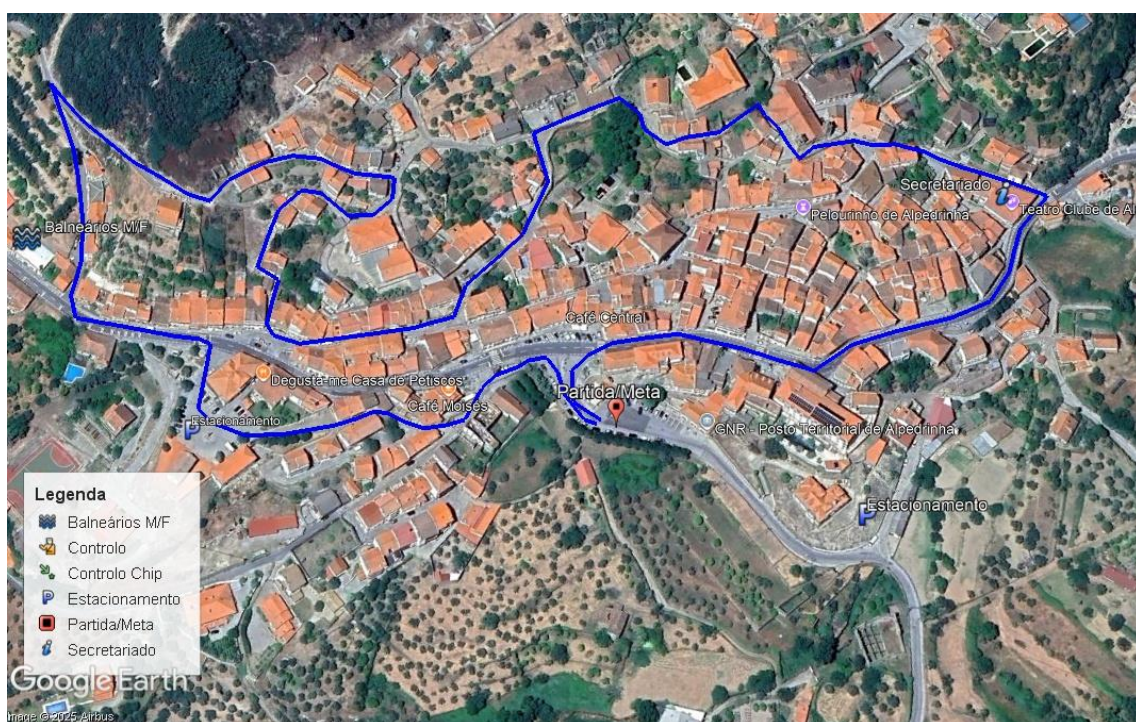 Secretariado
Teatro Clube de Al
Pelourinho de Alpedrinha
Balneários M/F
Café Central
Degusta-me Casa de Petiscos
Partida/Meta
Café Moisés
Estacionamento
GNR - Posto Territorial de Alpedrinha
Estacionamento
Legenda
Balneários M/F
Controlo
Controlo Chip
Estacionamento
Partida/Meta
Secretariado
Google Earth
Image © 2025 Airbus